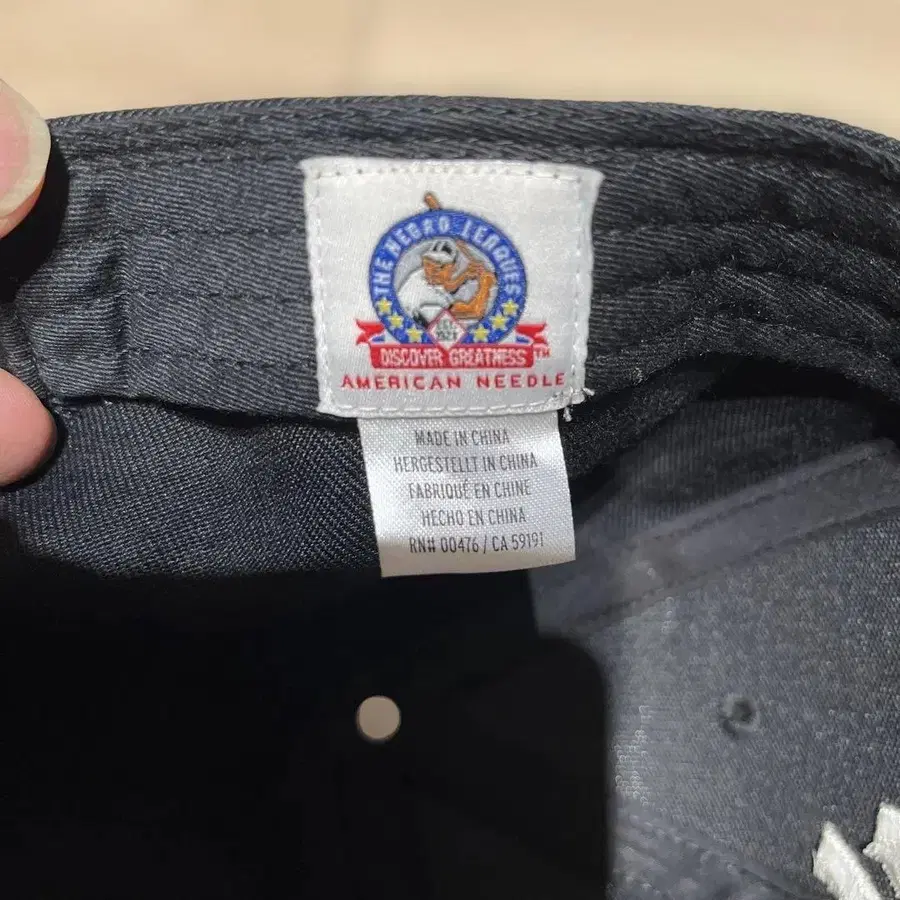 THE NEGRO LEAGUES
DISCOVER GREATNESS™
AMERICAN NEEDLE
MADE IN CHINA
HERGESTELLT IN CHINA
FABRIQUÉ EN CHINE
HECHO EN CHINA
RN# 00476 / CA 59191